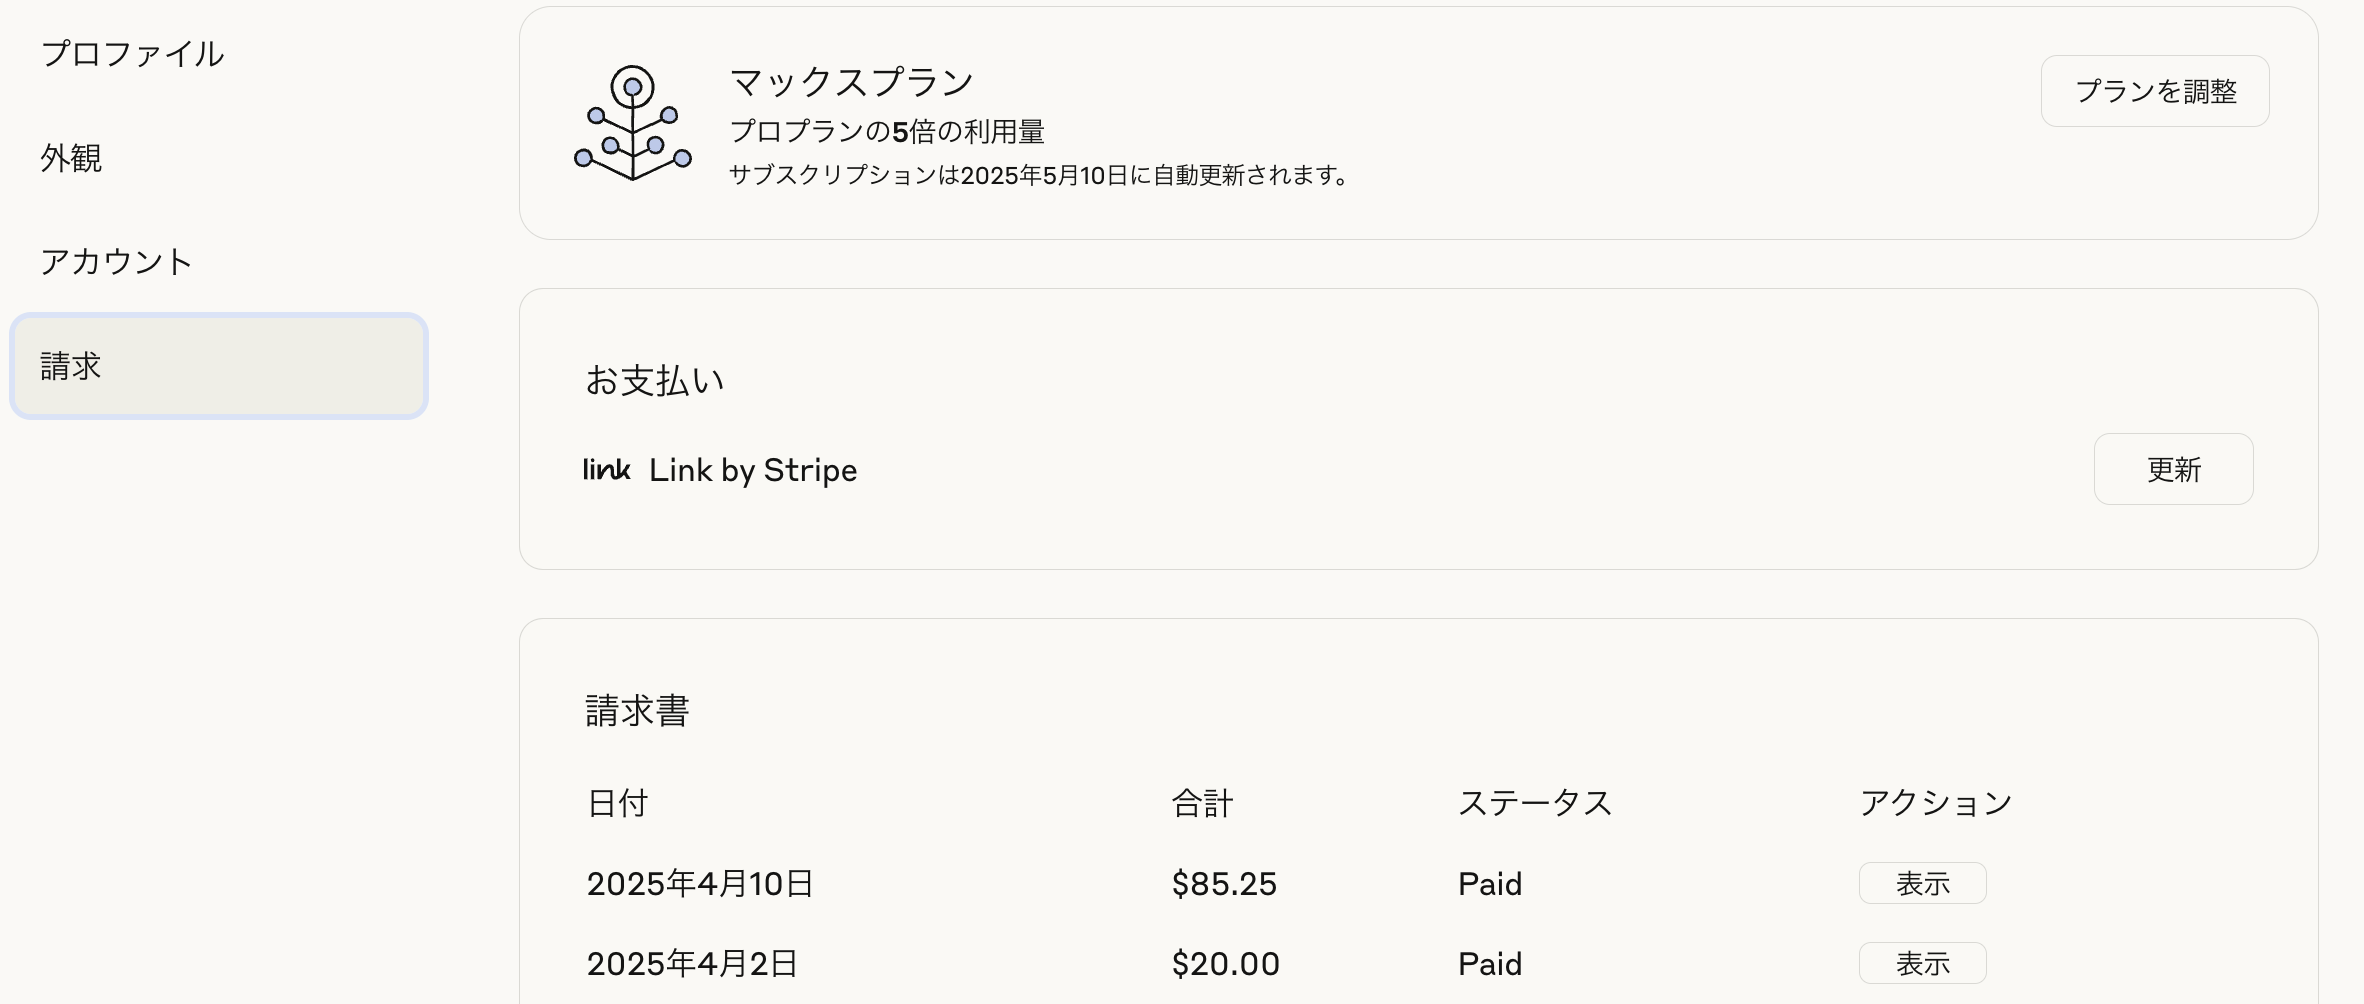 プロファイル
外観
アカウント
請求
マックスプラン
プロプランの5倍の利用量
サブスクリプションは2025年5月10日に自動更新されます。
プランを調整
お支払い
link Link by Stripe
更新
請求書
日付 合計 ステータス アクション
2025年4月10日 $85.25 Paid 表示
2025年4月2日 $20.00 Paid 表示